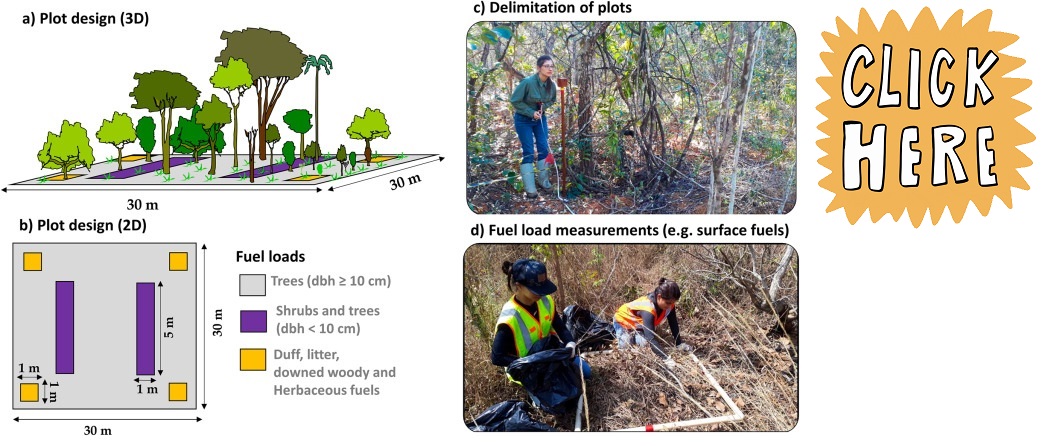 a) Plot design (3D)
30 m
30 m
b) Plot design (2D)
1 m
1 m
1 m
5 m
30 m
30 m
Fuel loads
Trees (dbh ≥ 10 cm)
Shrubs and trees
(dbh < 10 cm)
Duff, litter,
downed woody and
Herbaceous fuels
c) Delimitation of plots
d) Fuel load measurements (e.g. surface fuels)
CLICK
HERE